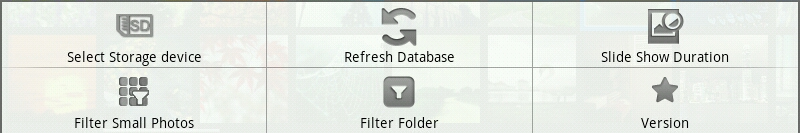 SD
Select Storage device
Refresh Database
Slide Show Duration
Filter Small Photos
Filter Folder
Version